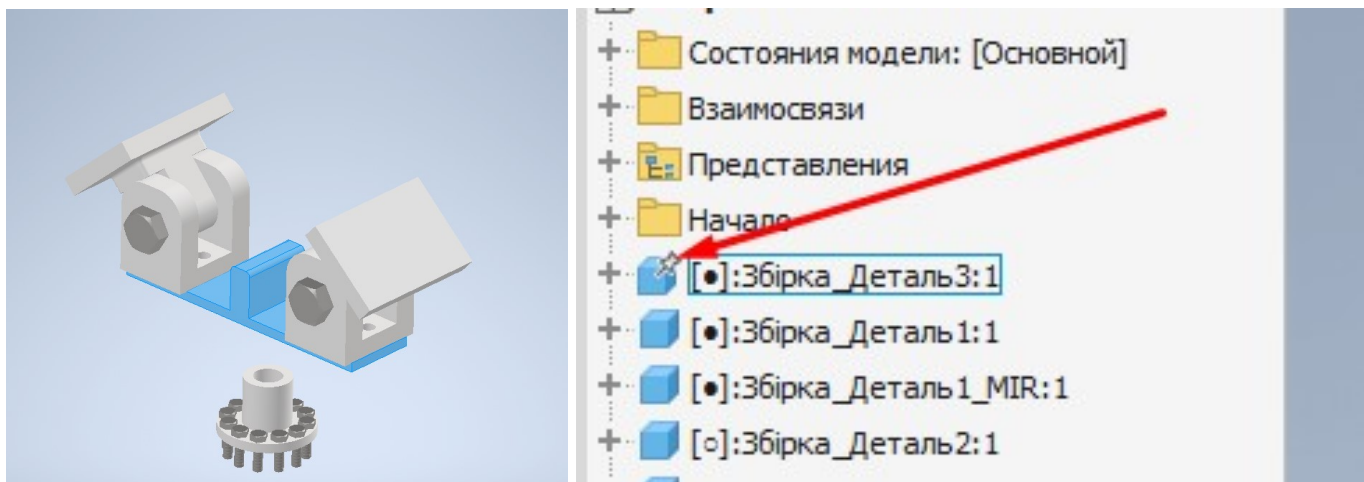 Состояния модели: [Основной]
Взаимосвязи
Представления
Начало
[●]:Збірка_Деталь3:1
[●]:Збірка_Деталь1:1
[●]:Збірка_Деталь1_MIR:1
[○]:Збірка_Деталь2:1